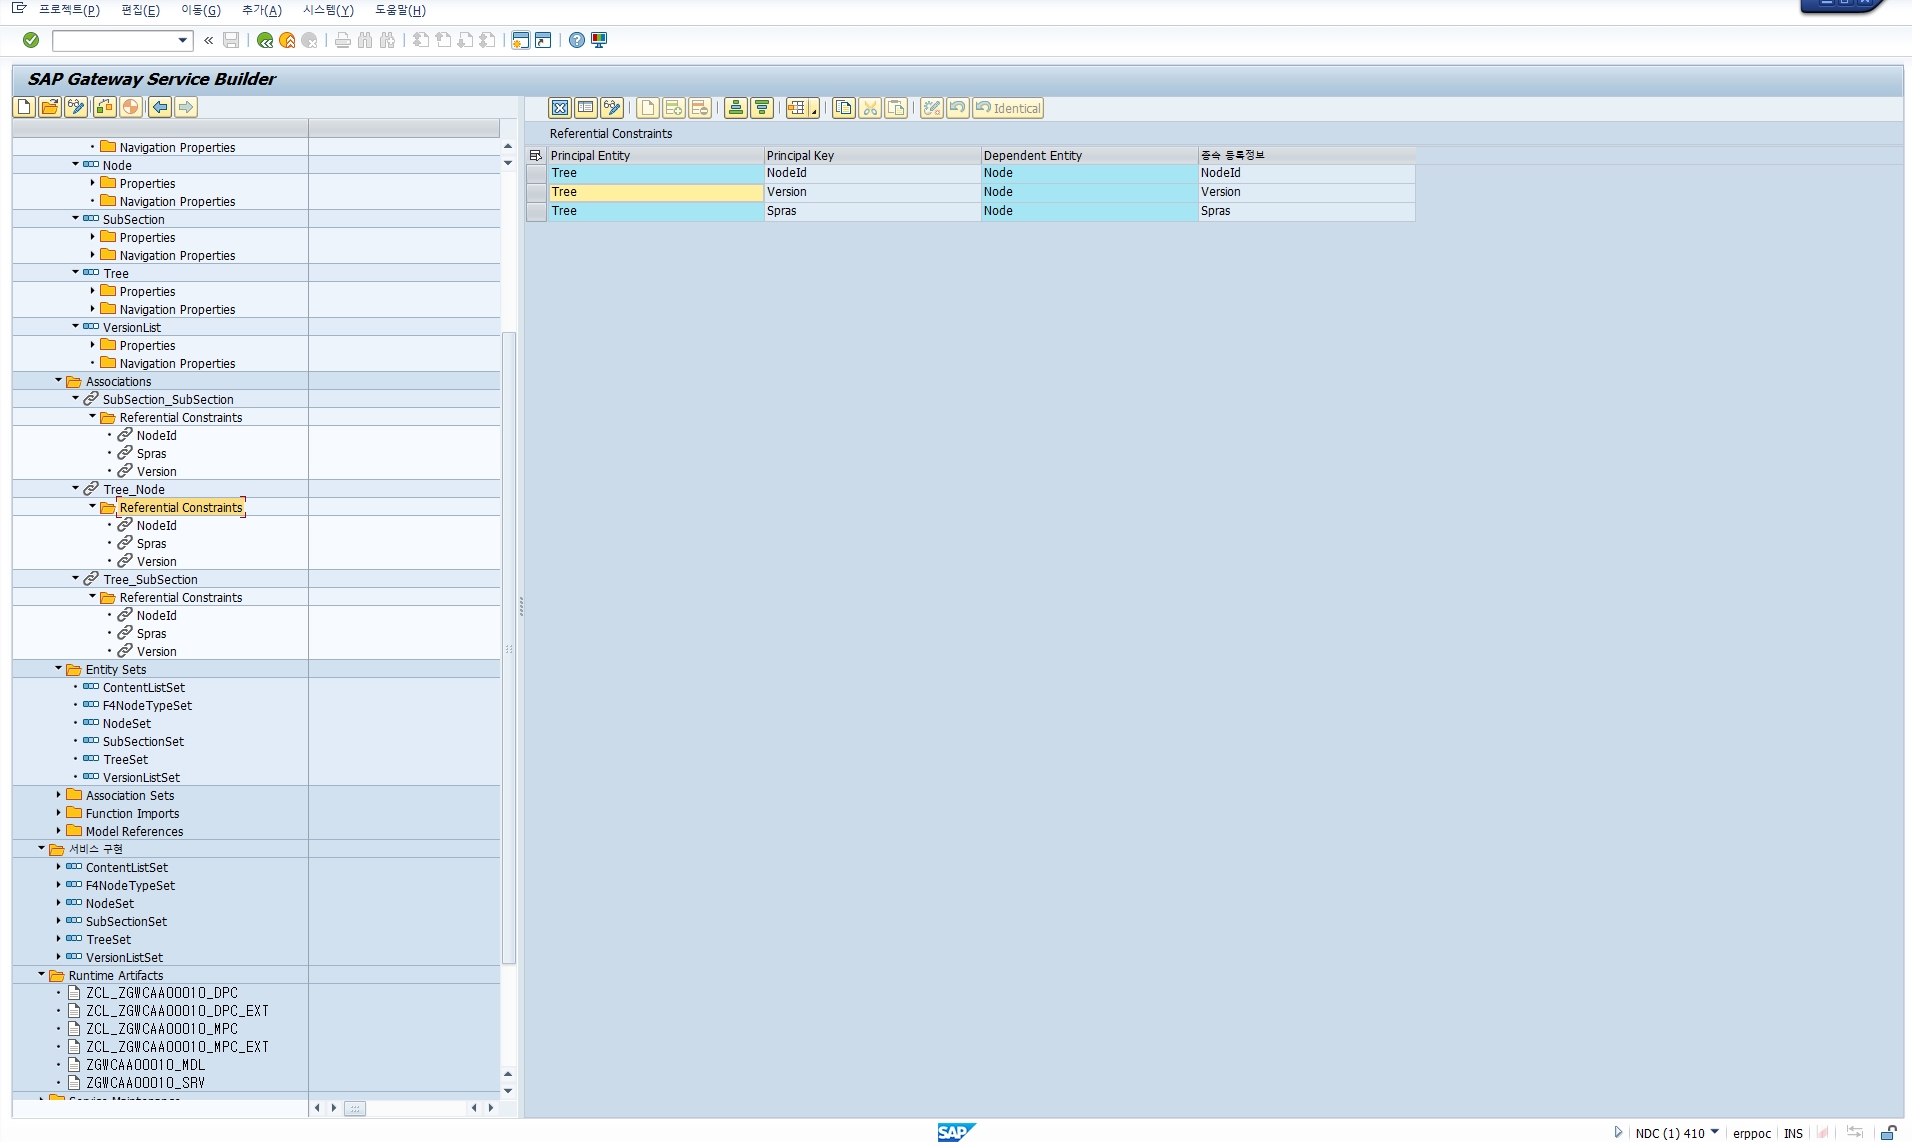 프로젝트(P) 편집(E) 이동(G) 추가(A) 시스템(Y) 도움말(H)
SAP Gateway Service Builder
Navigation Properties
Node
Properties
Navigation Properties
SubSection
Properties
Navigation Properties
Tree
Properties
Navigation Properties
VersionList
Properties
Navigation Properties
Associations
SubSection_SubSection
Referential Constraints
NodeId
Spras
Version
Tree_Node
Referential Constraints
NodeId
Spras
Version
Tree_SubSection
Referential Constraints
NodeId
Spras
Version
Entity Sets
ContentListSet
F4NodeTypeSet
NodeSet
SubSectionSet
TreeSet
VersionListSet
Association Sets
Function Imports
Model References
서비스 구현
ContentListSet
F4NodeTypeSet
NodeSet
SubSectionSet
TreeSet
VersionListSet
Runtime Artifacts
ZCL_ZGWCAA00010_DPC
ZCL_ZGWCAA00010_DPC_EXT
ZCL_ZGWCAA00010_MPC
ZCL_ZGWCAA00010_MPC_EXT
ZGWCAA00010_MDL
ZGWCAA00010_SRV
Service Maintenance
Identical
Referential Constraints
Principal Entity Principal Key Dependent Entity 종속 등록정보
Tree NodeId Node NodeId
Tree Version Node Version
Tree Spras Node Spras
SAP
NDC (1) 410 erppoc INS